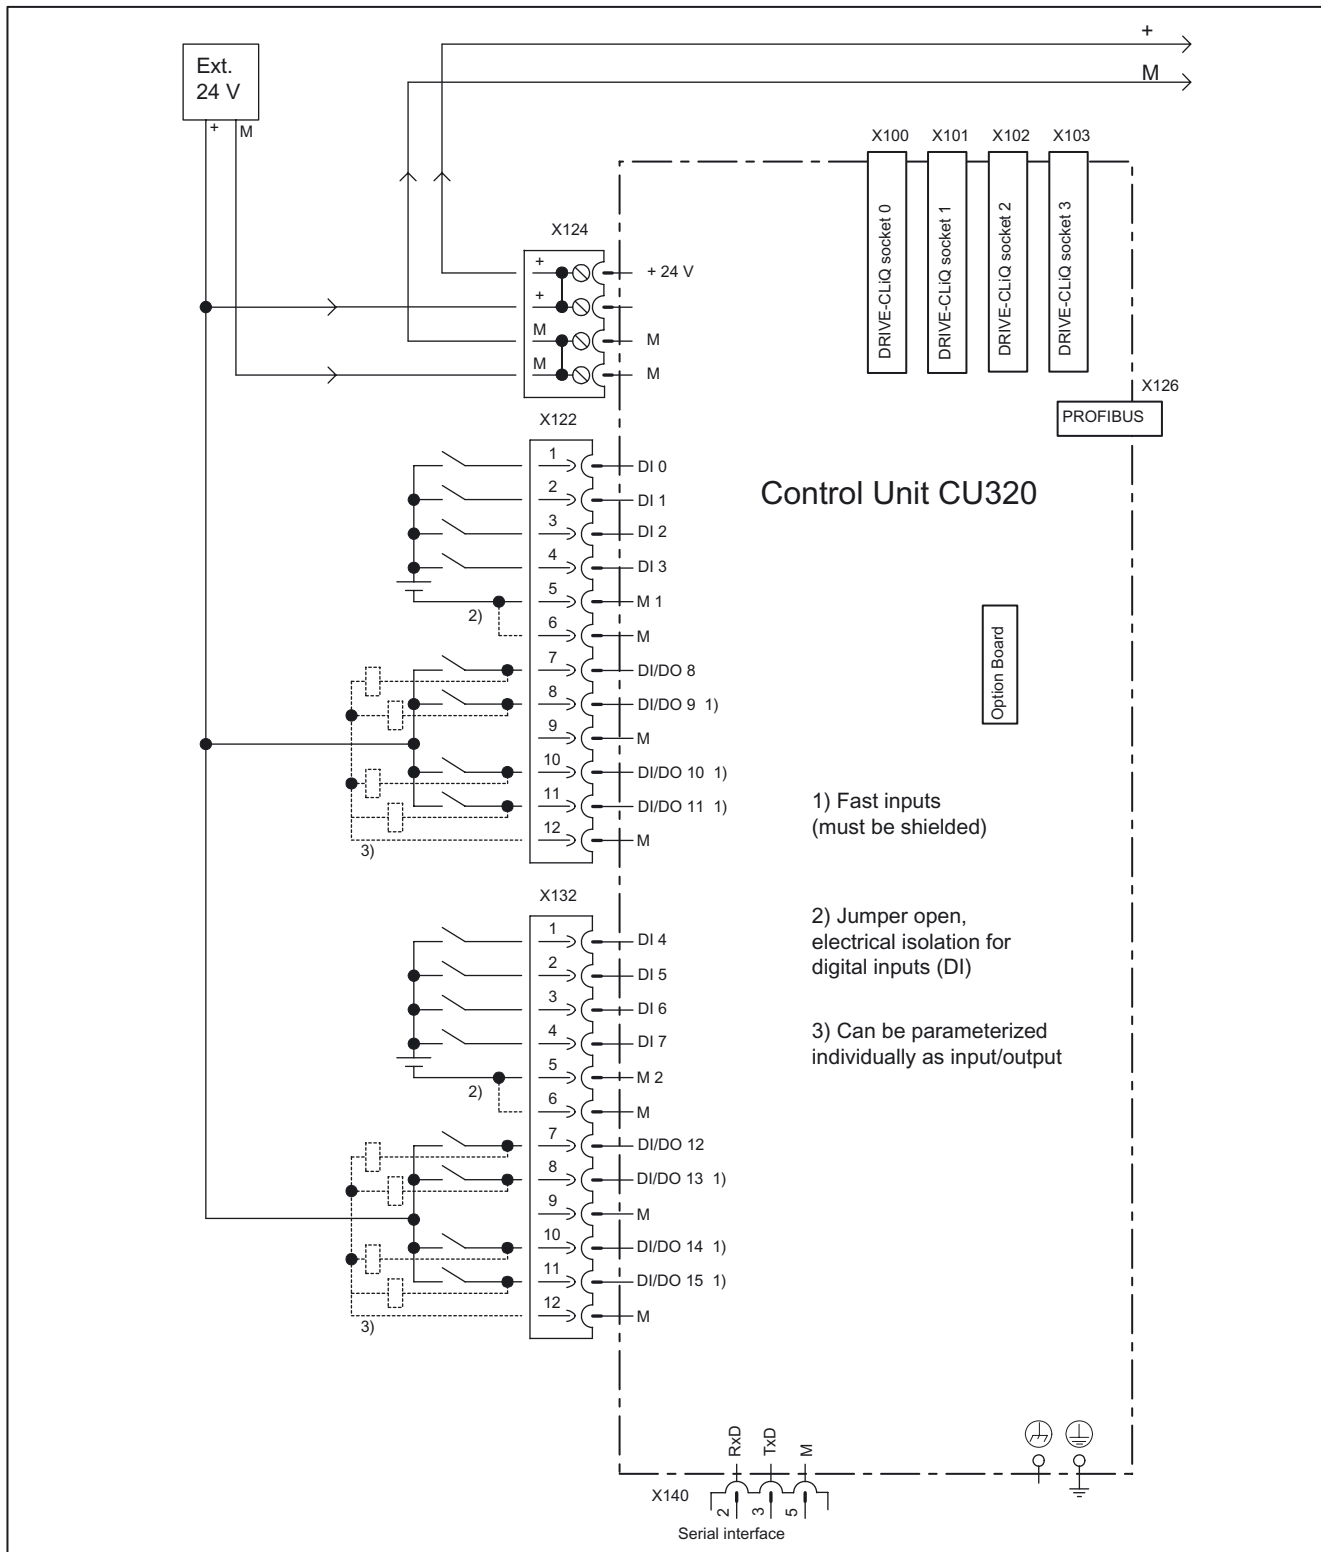 +
M
Ext.
24 V
+ M
X100 X101 X102 X103
DRIVE-CLiQ socket 0
DRIVE-CLiQ socket 1
DRIVE-CLiQ socket 2
DRIVE-CLiQ socket 3
X124
+ + 24 V
+
M M
M M
X126
PROFIBUS
Control Unit CU320
Option Board
X122
1 DI 0
2 DI 1
3 DI 2
4 DI 3
5 M 1
2)
6 M
7 DI/DO 8
8 DI/DO 9 1)
9 M
10 DI/DO 10 1)
11 DI/DO 11 1)
12 M
3)
1) Fast inputs
(must be shielded)
2) Jumper open,
electrical isolation for
digital inputs (DI)
3) Can be parameterized
individually as input/output
X132
1 DI 4
2 DI 5
3 DI 6
4 DI 7
5 M 2
2)
6 M
7 DI/DO 12
8 DI/DO 13 1)
9 M
10 DI/DO 14 1)
11 DI/DO 15 1)
12 M
3)
RxD
TxD
M
X140
2
3
5
Serial interface